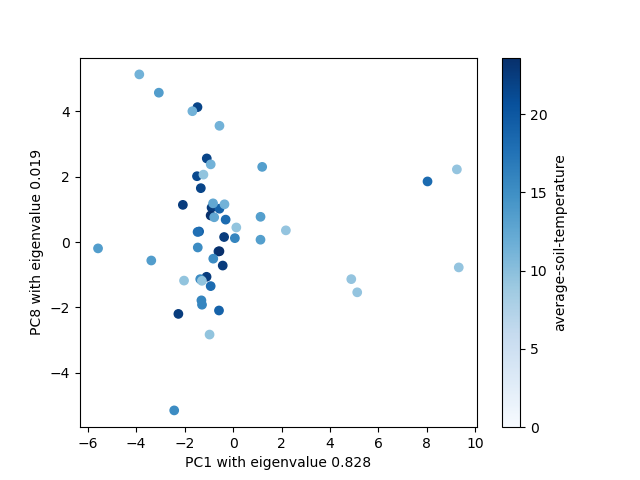 4
2
0
−2
−4
PC8 with eigenvalue 0.019
−6 −4 −2 0 2 4 6 8 10
PC1 with eigenvalue 0.828
20
15
10
5
0
average-soil-temperature